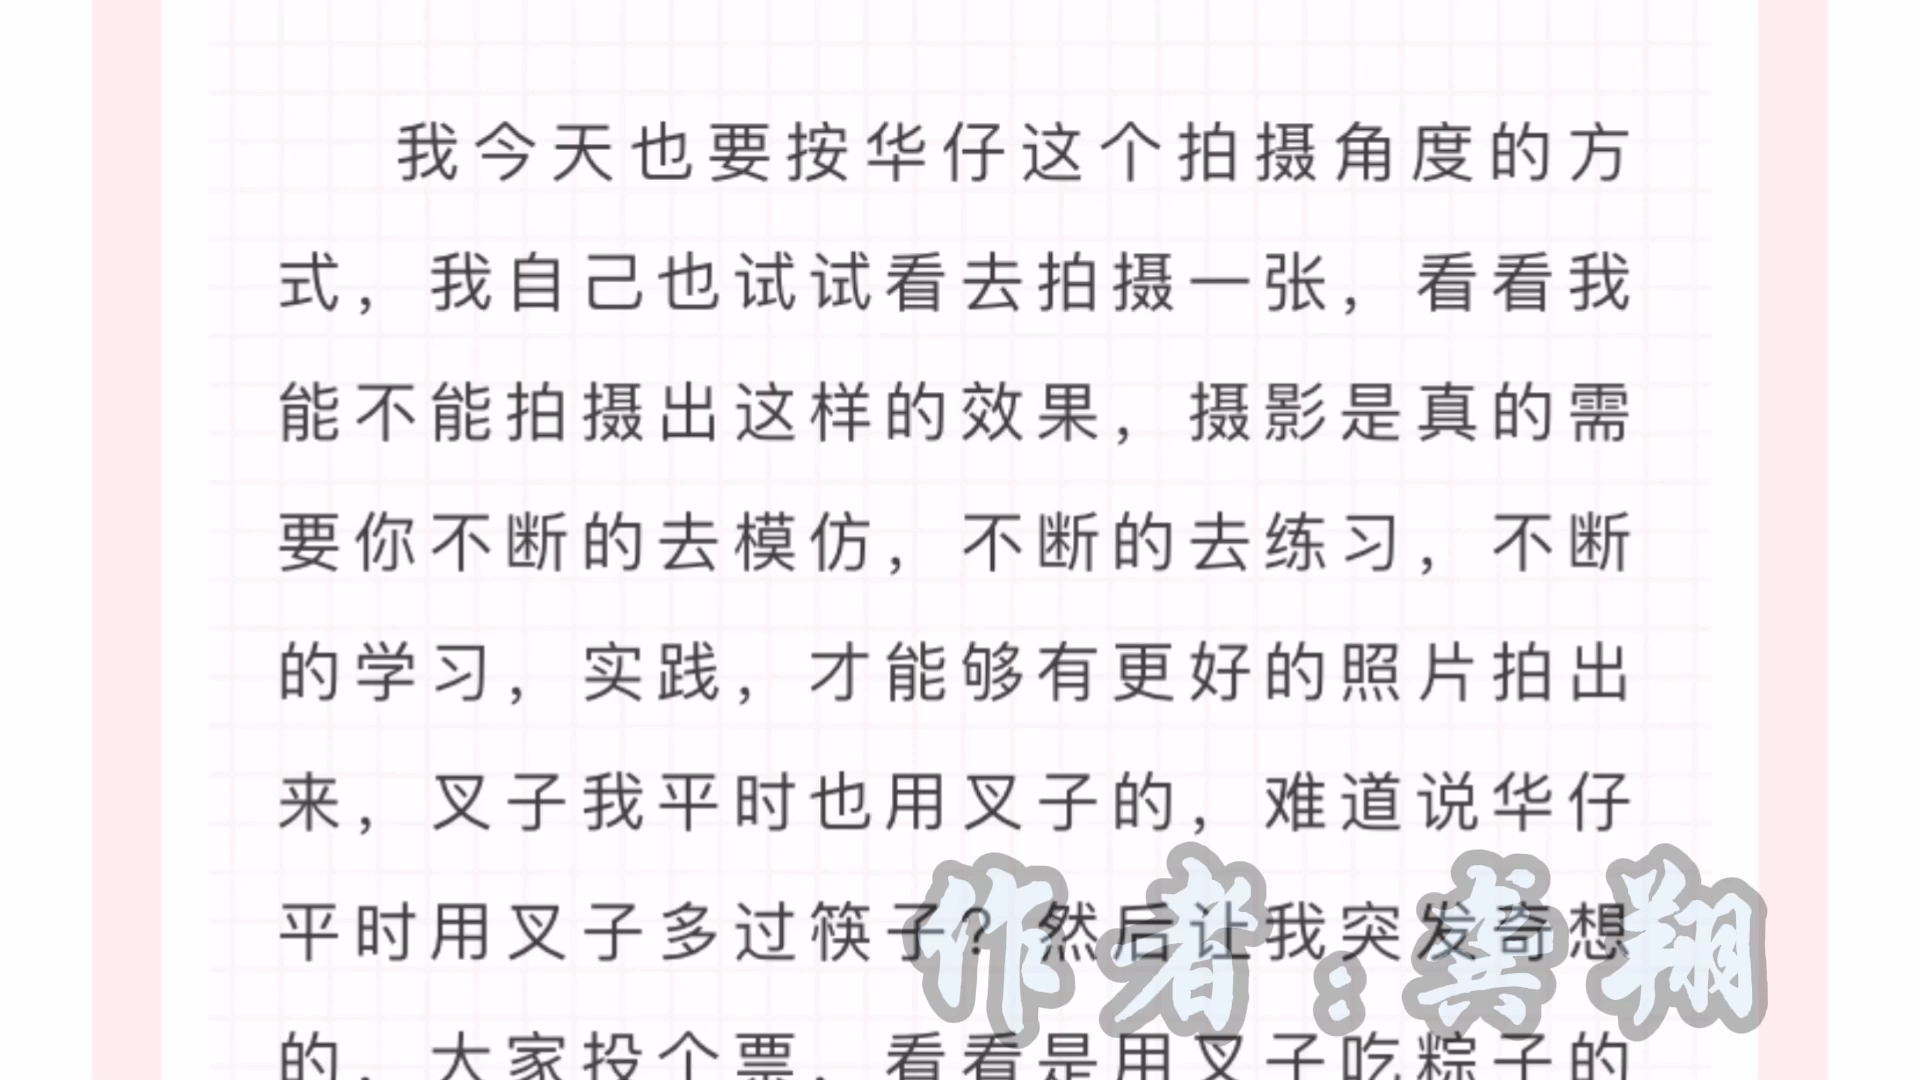 我今天也要按华仔这个拍摄角度的方
式，我自己也试试看去拍摄一张，看看我
能不能拍摄出这样的效果，摄影是真的需
要你不断的去模仿，不断的去练习，不断
的学习，实践，才能够有更好的照片拍出
来，叉子我平时也用叉子的，难道说华仔
平时用叉子多过筷子？然后让我突发奇想
的，大家投个票，看看是用叉子吃粽子的
作者：龚翔